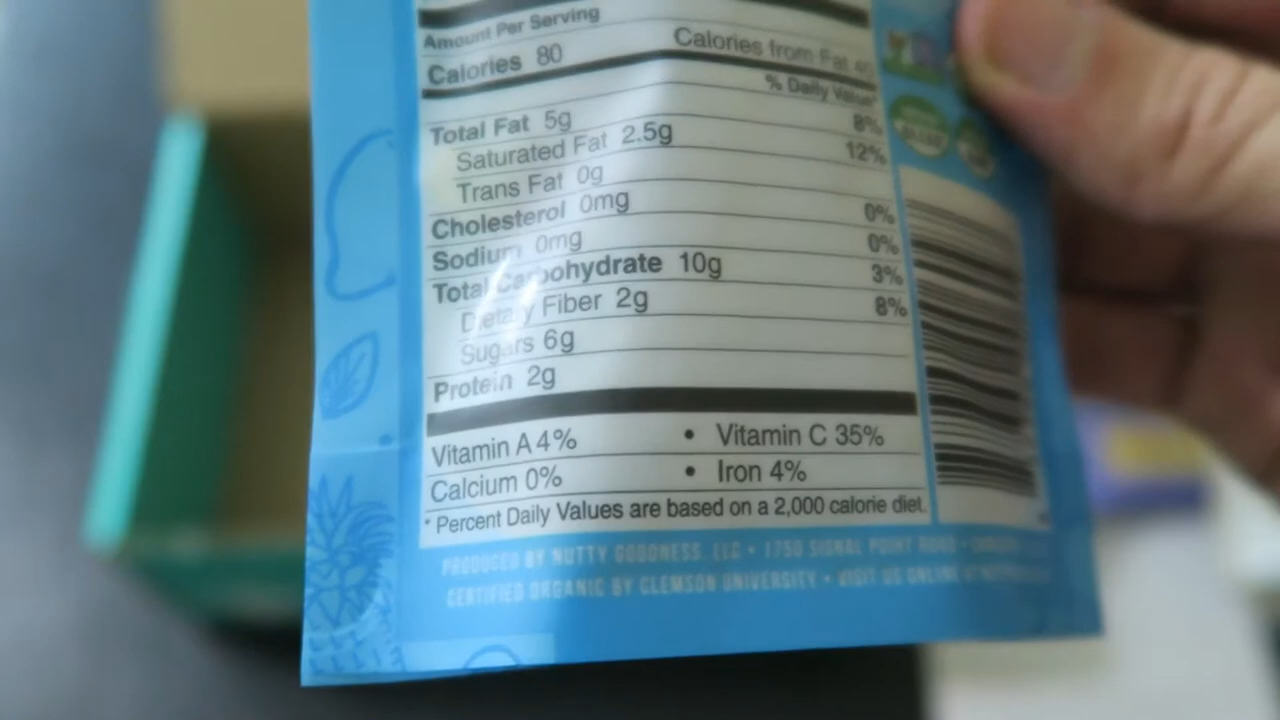 Amount Per Serving
Calories 80 Calories from Fat 40
% Daily Value*
Total Fat 5g 8%
Saturated Fat 2.5g 12%
Trans Fat 0g
Cholesterol 0mg 0%
Sodium 0mg 0%
Total Carbohydrate 10g 3%
Dietary Fiber 2g 8%
Sugars 6g
Protein 2g
Vitamin A 4% • Vitamin C 35%
Calcium 0% • Iron 4%
* Percent Daily Values are based on a 2,000 calorie diet.
PRODUCED BY NUTTY GOODNESS, LLC • 1750 SIGNAL POINT ROAD •
CERTIFIED ORGANIC BY CLEMSON UNIVERSITY • VISIT US ONLINE